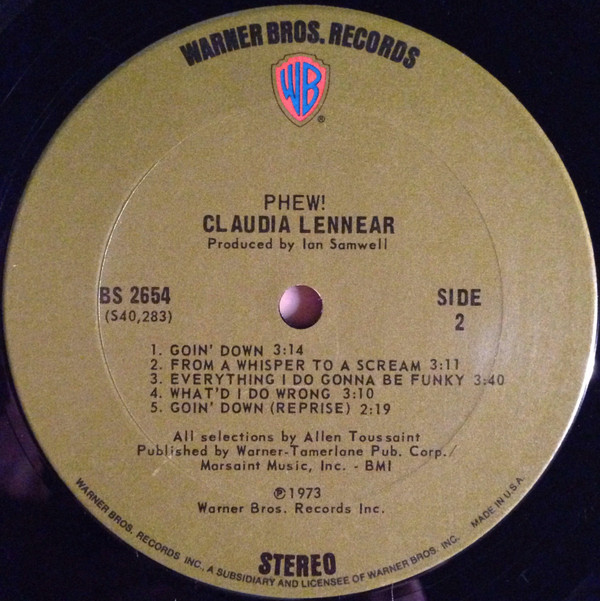 WARNER BROS. RECORDS
WB
®
PHEW!
CLAUDIA LENNEAR
Produced by Ian Samwell
BS 2654
(S40,283)
SIDE
2
1. GOIN' DOWN 3:14
2. FROM A WHISPER TO A SCREAM 3:11
3. EVERYTHING I DO GONNA BE FUNKY 3:40
4. WHAT'D I DO WRONG 3:10
5. GOIN' DOWN (REPRISE) 2:19
All selections by Allen Toussaint
Published by Warner-Tamerlane Pub. Corp./
Marsaint Music, Inc. - BMI
℗1973
Warner Bros. Records Inc.
STEREO
WARNER BROS. RECORDS INC., A SUBSIDIARY AND LICENSEE OF WARNER BROS. INC. MADE IN U.S.A.